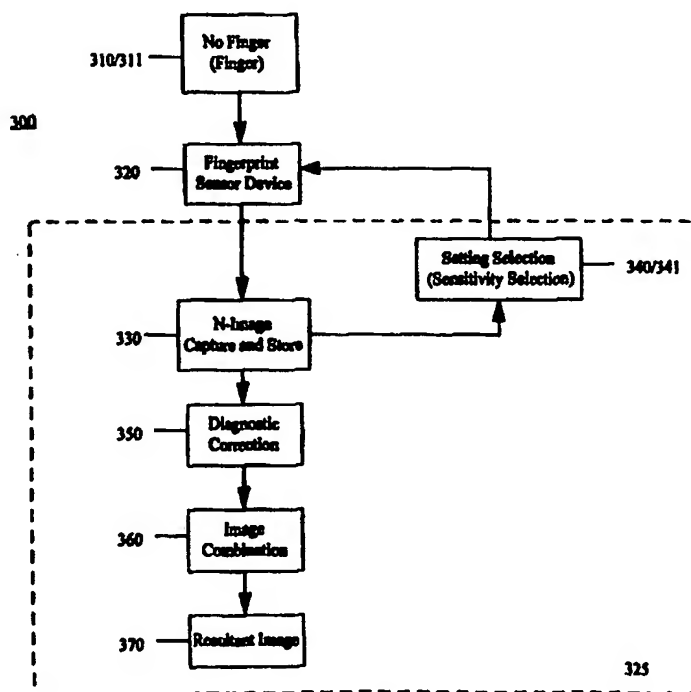 No Finger
(Finger)
310/311
300
Fingerprint
Sensor Device
320
Setting Selection
(Sensitivity Selection)
340/341
N-Image
Capture and Store
330
Diagnostic
Correction
350
Image
Combination
360
Resultant Image
370
325